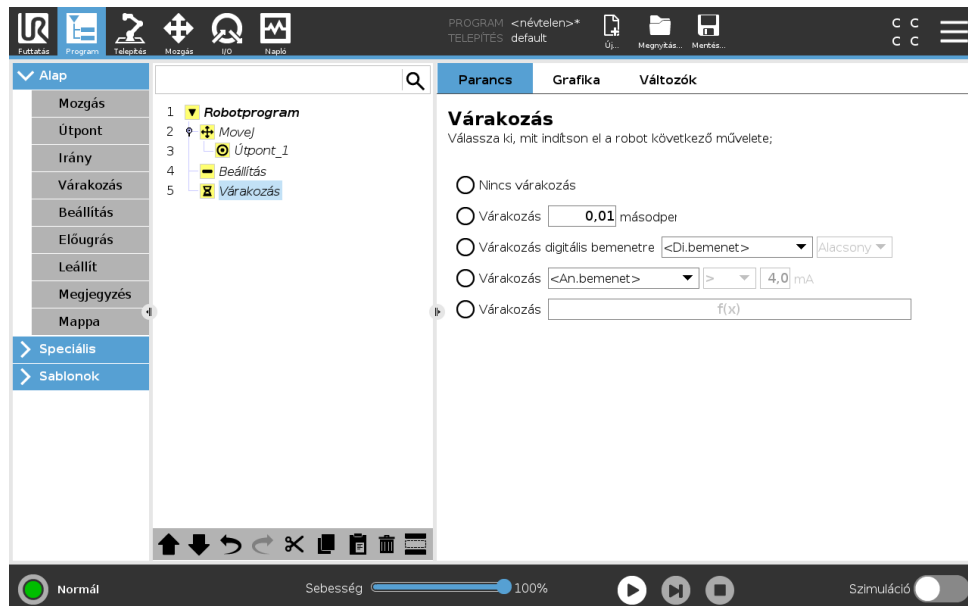 PROGRAM <névtelen>*
TELEPÍTÉS default
Futtatás Program Telepítés Mozgás I/O Napló
Új... Megnyitás... Mentés...
C C
C C
Alap
Mozgás
Útpont
Irány
Várakozás
Beállítás
Előugrás
Leállít
Megjegyzés
Mappa
Speciális
Sablonok
1 Robotprogram
2 MoveJ
3 Útpont_1
4 Beállítás
5 Várakozás
Parancs Grafika Változók
Várakozás
Válassza ki, mit indítson el a robot következő művelete;
Nincs várakozás
Várakozás 0,01 másodper
Várakozás digitális bemenetre <Di.bemenet> Alacsony
Várakozás <An.bemenet> > 4,0 mA
Várakozás f(x)
Normál
Sebesség 100%
Szimuláció